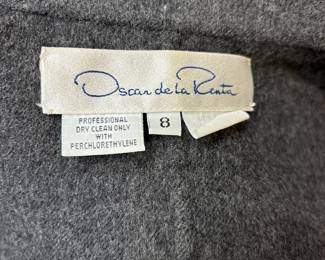 Oscar de la Renta
PROFESSIONAL
DRY CLEAN ONLY
WITH
PERCHLORETHYLENE
8